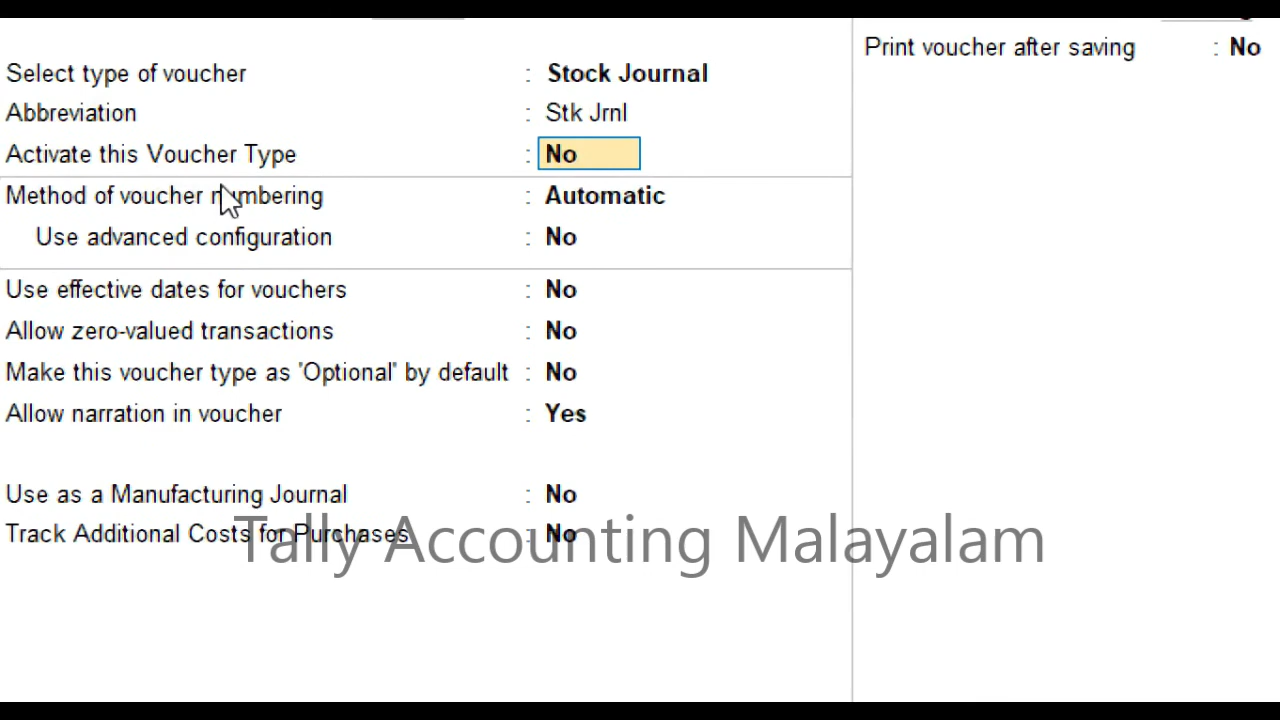 Select type of voucher : Stock Journal
Abbreviation : Stk Jrnl
Activate this Voucher Type : No
Method of voucher numbering : Automatic
Use advanced configuration : No
Use effective dates for vouchers : No
Allow zero-valued transactions : No
Make this voucher type as 'Optional' by default : No
Allow narration in voucher : Yes
Use as a Manufacturing Journal : No
Track Additional Costs for Purchases : No
Tally Accounting Malayalam
Print voucher after saving : No